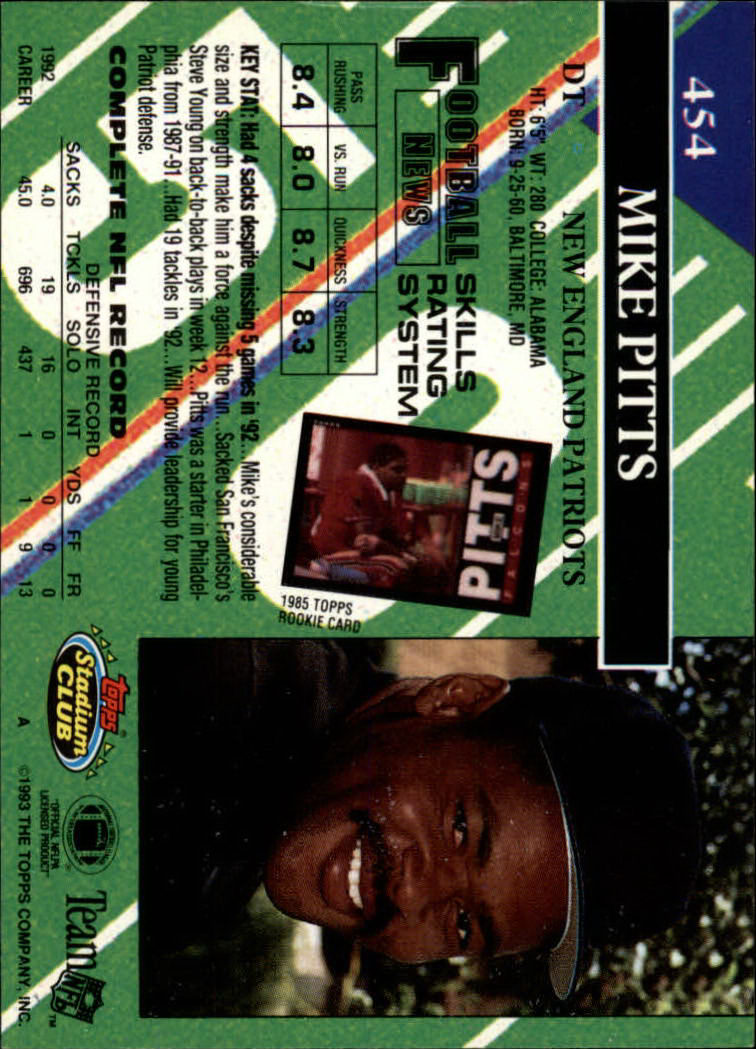 454
MIKE PITTS
DT NEW ENGLAND PATRIOTS
HT: 6'5" WT: 280 COLLEGE: ALABAMA
BORN: 9-25-60, BALTIMORE, MD
FOOTBALL
NEWS
SKILLS
RATING
SYSTEM
PASS RUSHING VS. RUN QUICKNESS STRENGTH
8.4 8.0 8.7 8.3
PITTS
FALCONS
1985 TOPPS
ROOKIE CARD
KEY STAT: Had 4 sacks despite missing 5 games in '92... Mike's considerable
size and strength make him a force against the run...Sacked San Francisco's
Steve Young on back-to-back plays in week 12...Pitts was a starter in Philadel-
phia from 1987-91...Had 19 tackles in '92...Will provide leadership for young
Patriot defense.
COMPLETE NFL RECORD
DEFENSIVE RECORD
SACKS TCKLS SOLO INT YDS FF FR
1992 4.0 19 16 0 0 0 0
CAREER 45.0 696 437 1 1 9 13
TOPPS®
Stadium
CLUB
"OFFICIAL NFLPA
LICENSED PRODUCT"
Team NFL™
A ©1993 THE TOPPS COMPANY, INC.